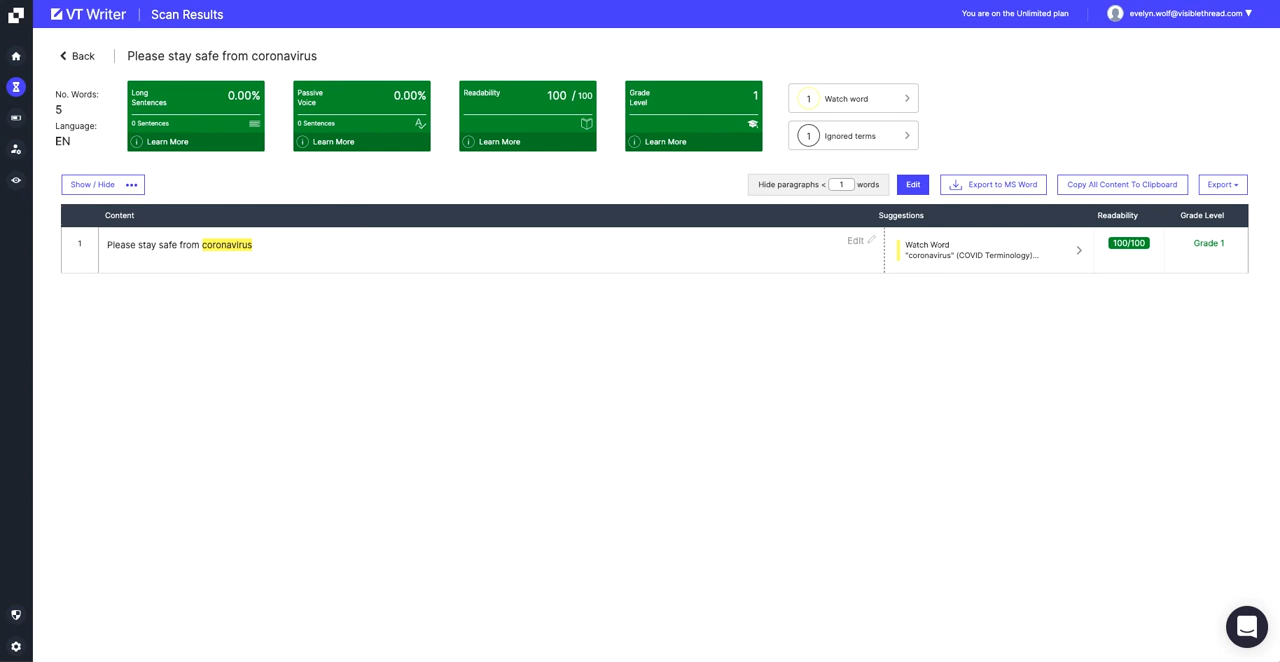 VT Writer
Scan Results
You are on the Unlimited plan
evelyn.wolf@visiblethread.com
Back
Please stay safe from coronavirus
No. Words:
5
Language:
EN
Long Sentences
0.00%
0 Sentences
Learn More
Passive Voice
0.00%
0 Sentences
Learn More
Readability
100 / 100
Learn More
Grade Level
1
Learn More
1 Watch word
1 Ignored terms
Show / Hide
Hide paragraphs < 1 words
Edit
Export to MS Word
Copy All Content To Clipboard
Export
Content
Suggestions
Readability
Grade Level
1
Please stay safe from coronavirus
Edit
Watch Word
"coronavirus" (COVID Terminology)...
100/100
Grade 1